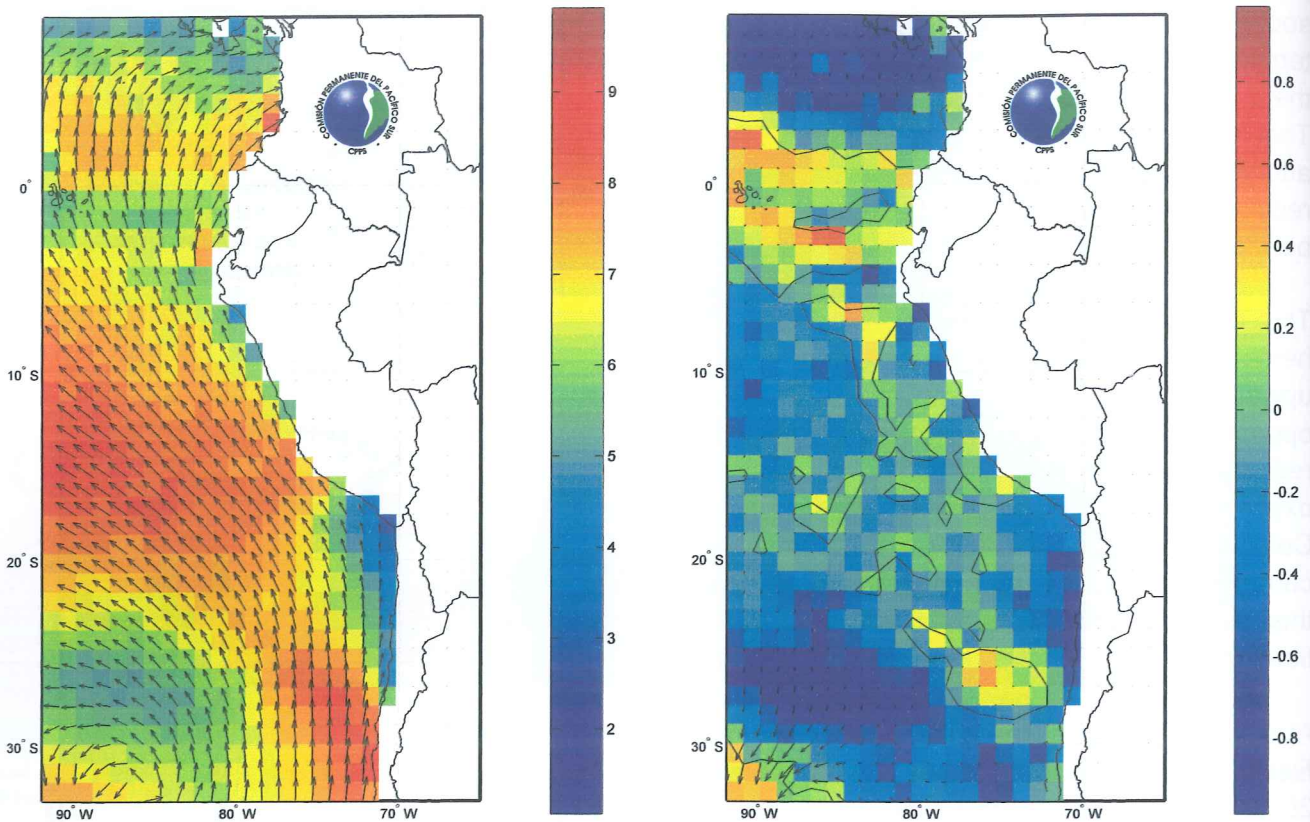 COMISIÓN PERMANENTE DEL PACÍFICO SUR
CPPS
0°
10° S
20° S
30° S
90° W
80° W
70° W
9
8
7
6
5
4
3
2
COMISIÓN PERMANENTE DEL PACÍFICO SUR
CPPS
0°
10° S
20° S
30° S
90° W
80° W
70° W
0.8
0.6
0.4
0.2
0
-0.2
-0.4
-0.6
-0.8